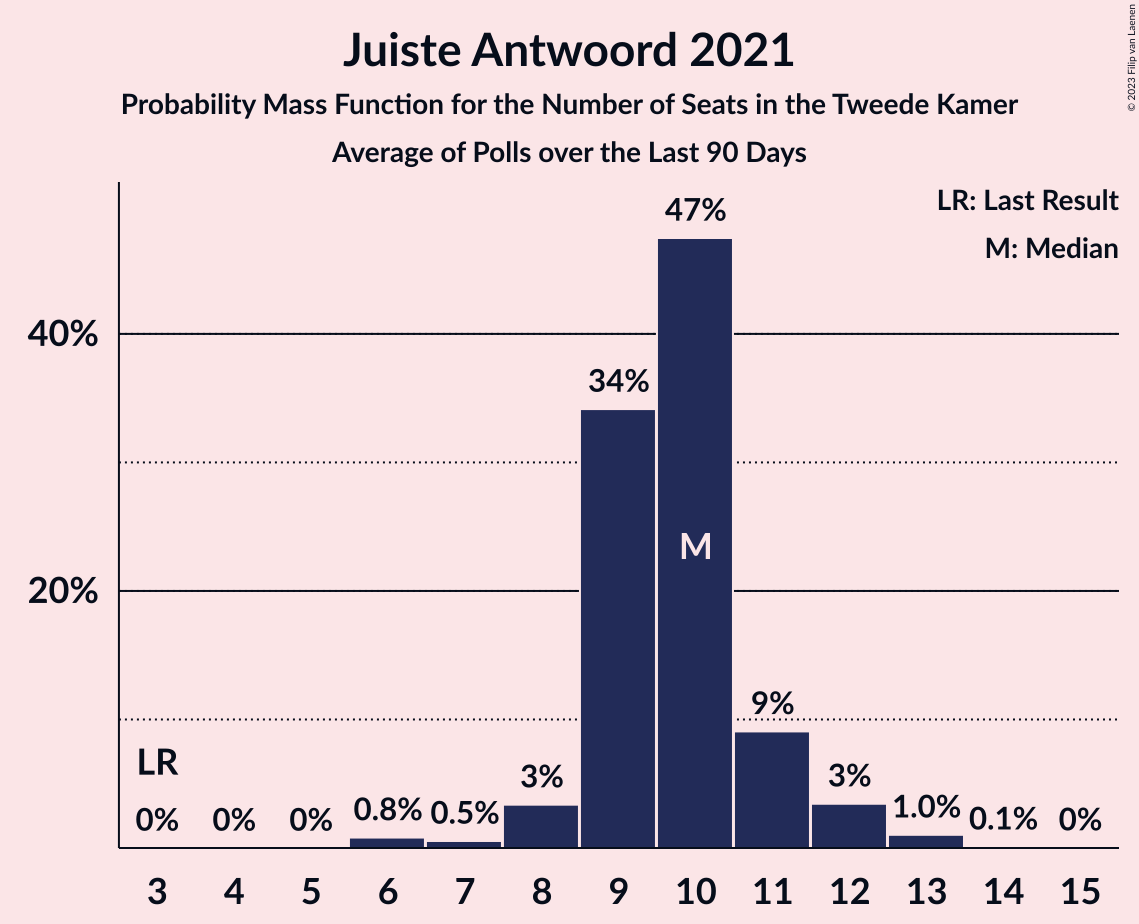 Juiste Antwoord 2021
Probability Mass Function for the Number of Seats in the Tweede Kamer
Average of Polls over the Last 90 Days
© 2023 Filip van Laenen
LR: Last Result
M: Median
47%
40%
34%
M
20%
9%
LR
3%
3%
0%
0%
0%
0.8%
0.5%
1.0%
0.1%
0%
3 4 5 6 7 8 9 10 11 12 13 14 15